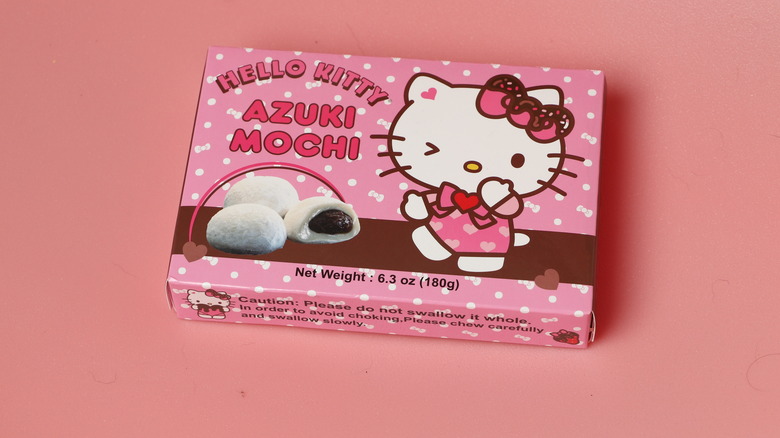 HELLO KITTY
AZUKI
MOCHI
Net Weight : 6.3 oz (180g)
Caution: Please do not swallow it whole.
In order to avoid choking.Please chew carefully
and swallow slowly.